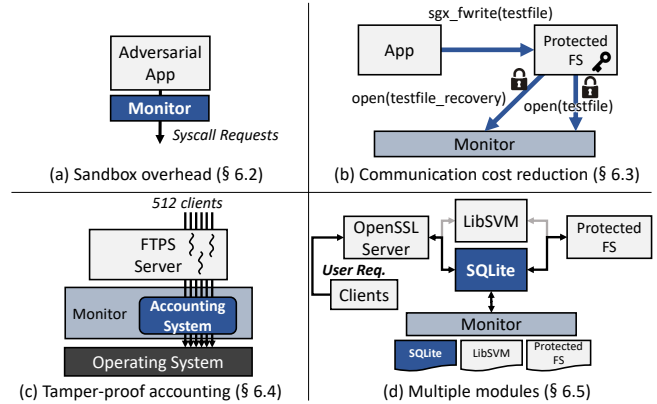 Adversarial
App
Monitor
Syscall Requests
(a) Sandbox overhead (§ 6.2)
sgx_fwrite(testfile)
App
Protected
FS
open(testfile_recovery)
open(testfile)
Monitor
(b) Communication cost reduction (§ 6.3)
512 clients
FTPS
Server
Monitor
Accounting
System
Operating System
(c) Tamper-proof accounting (§ 6.4)
LibSVM
OpenSSL
Server
Protected
FS
SQLite
User Req.
Clients
Monitor
SQLite
LibSVM
Protected
FS
(d) Multiple modules (§ 6.5)